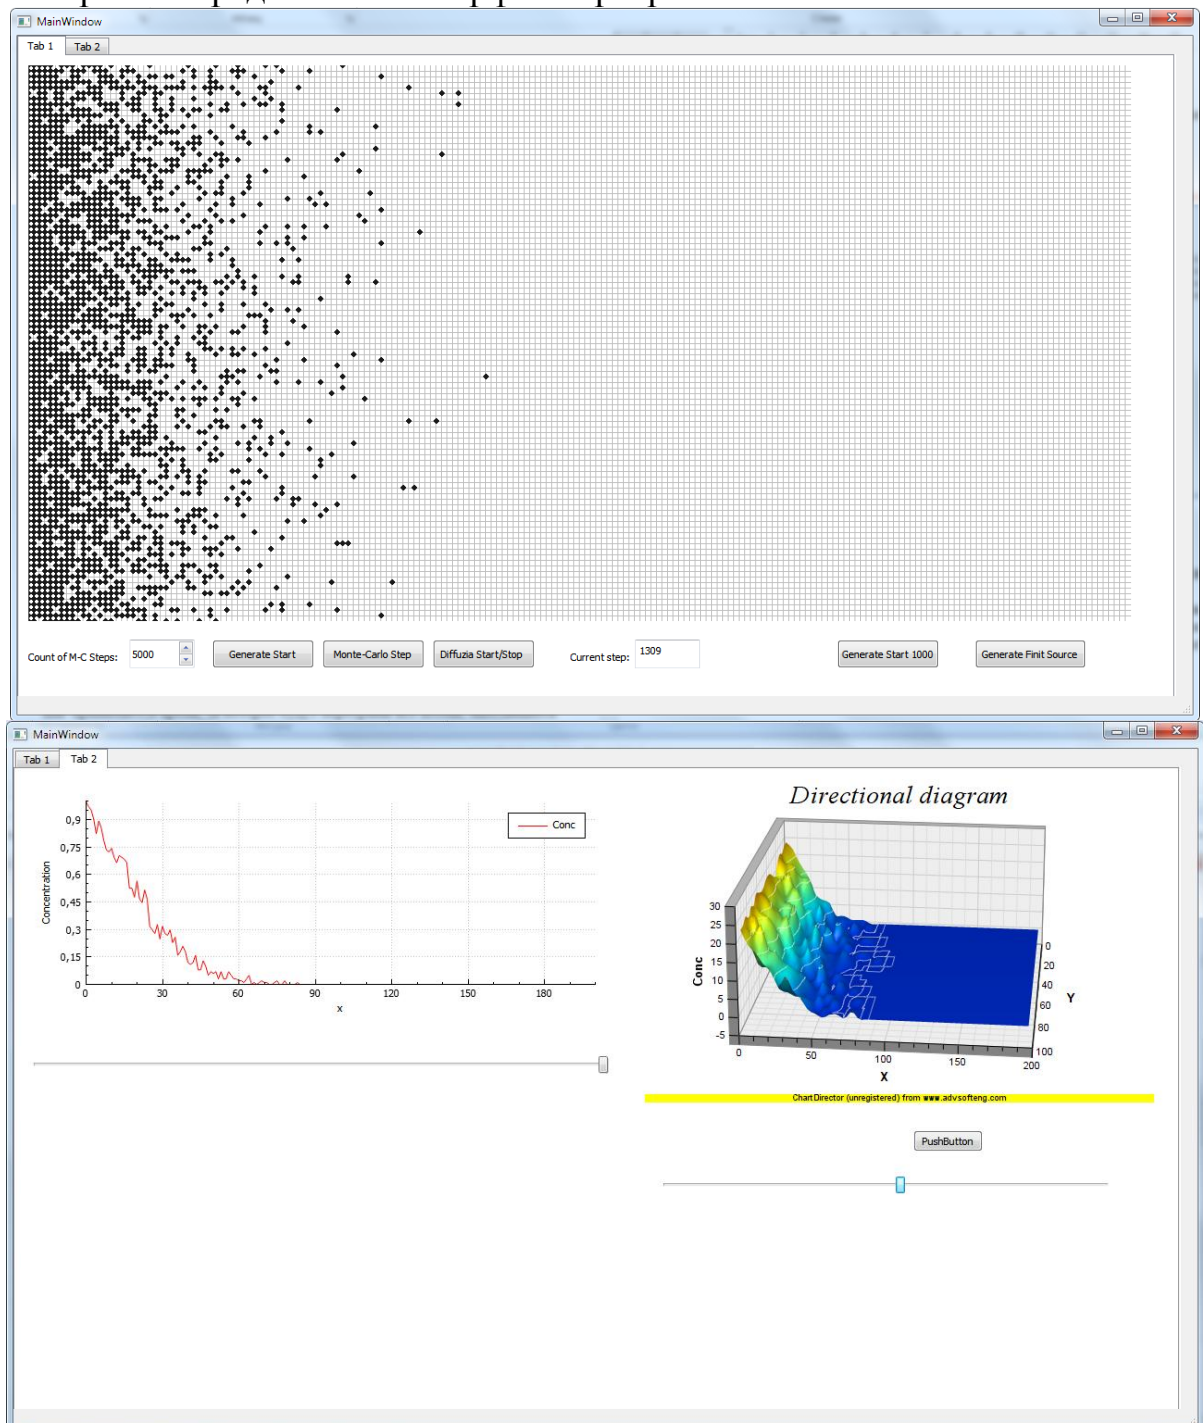 MainWindow
Tab 1 Tab 2
Count of M-C Steps: 5000 Generate Start Monte-Carlo Step Diffuzia Start/Stop Current step: 1309 Generate Start 1000 Generate Finit Source
MainWindow
Tab 1 Tab 2
Conc
0,9
0,75
0,6
0,45
0,3
0,15
0
Concentration
0 30 60 90 120 150 180
x
Directional diagram
30
25
20
15
10
5
0
-5
Conc
0 50 100 150 200
X
0
20
40
60
80
100
Y
ChartDirector (unregistered) from www.advsofteng.com
PushButton